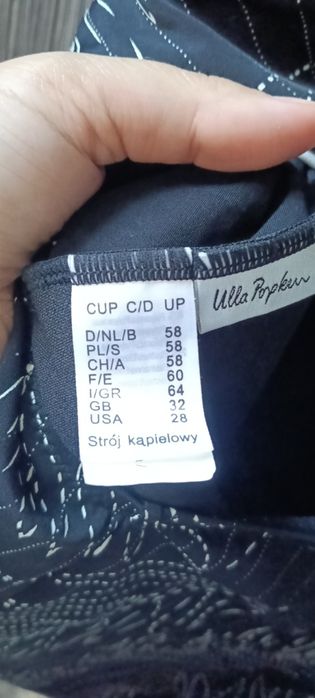 CUP C/D UP
D/NL/B 58
PL/S 58
CH/A 58
F/E 60
I/GR 64
GB 32
USA 28
Strój kąpielowy
Ulla Popken